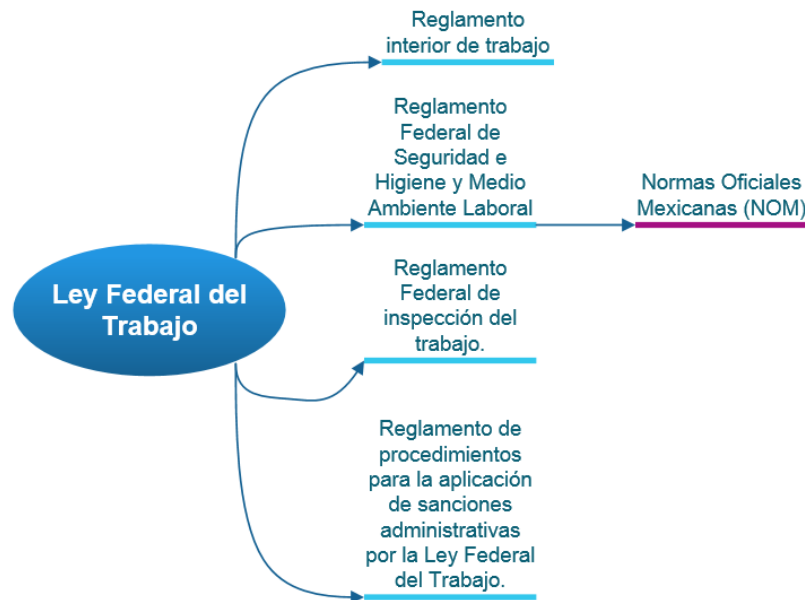 Reglamento
interior de trabajo
Reglamento
Federal de
Seguridad e
Higiene y Medio
Ambiente Laboral
Normas Oficiales
Mexicanas (NOM)
Ley Federal del
Trabajo
Reglamento
Federal de
inspección del
trabajo.
Reglamento de
procedimientos
para la aplicación
de sanciones
administrativas
por la Ley Federal
del Trabajo.